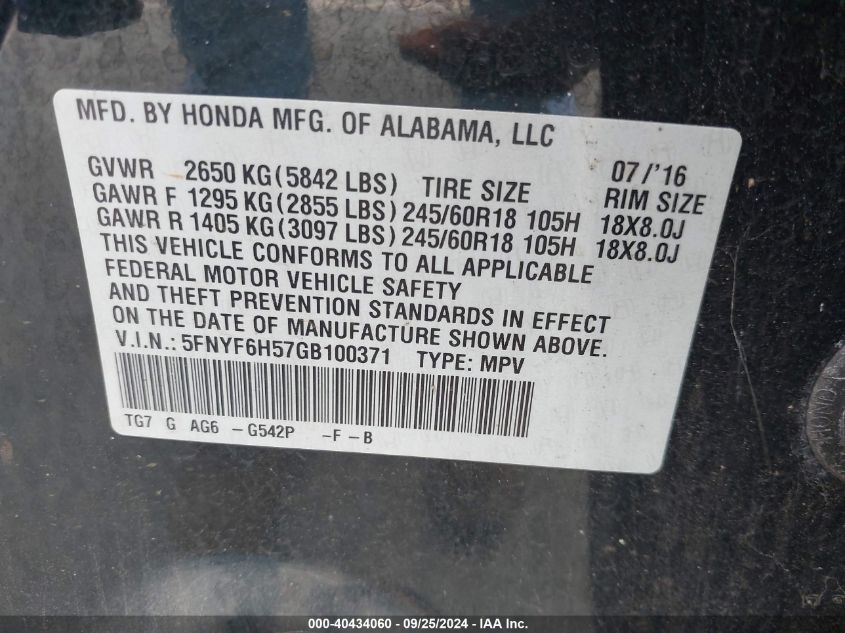 MFD. BY HONDA MFG. OF ALABAMA, LLC
07/'16
GVWR 2650 KG(5842 LBS) TIRE SIZE RIM SIZE
GAWR F 1295 KG(2855 LBS) 245/60R18 105H 18X8.0J
GAWR R 1405 KG(3097 LBS) 245/60R18 105H 18X8.0J
THIS VEHICLE CONFORMS TO ALL APPLICABLE
FEDERAL MOTOR VEHICLE SAFETY
AND THEFT PREVENTION STANDARDS IN EFFECT
ON THE DATE OF MANUFACTURE SHOWN ABOVE.
V.I.N.: 5FNYF6H57GB100371 TYPE: MPV
TG7 G AG6 -G542P -F-B
HONDA
000-40434060 - 09/25/2024 - IAA Inc.